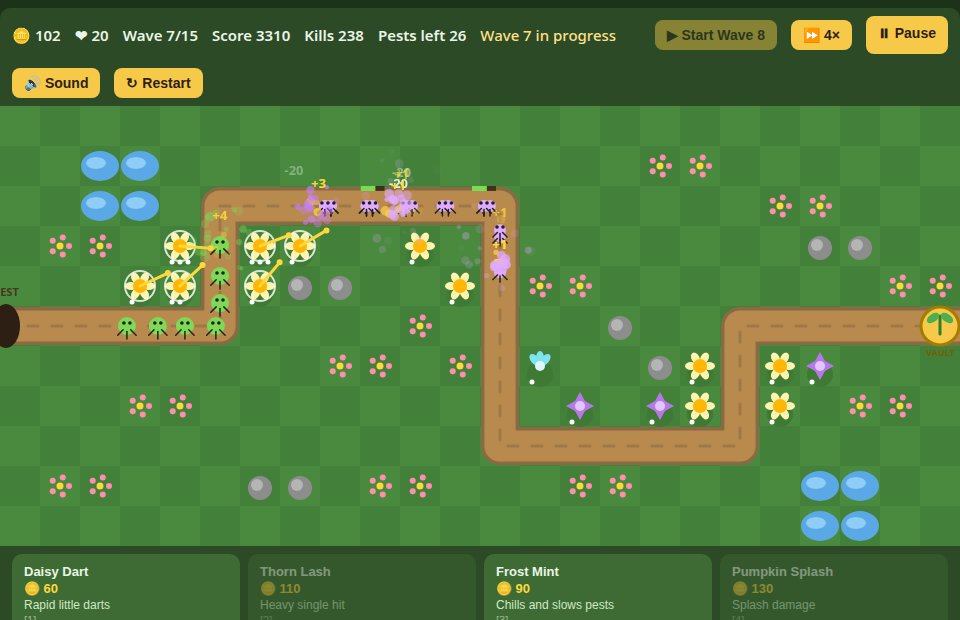 🪙 102 ❤ 20 Wave 7/15 Score 3310 Kills 238 Pests left 26 Wave 7 in progress ▶ Start Wave 8 ⏩ 4× ⏸ Pause
🔊 Sound ↻ Restart
-20
-20
+3
-20
+4
+1
+1
EST
VAULT
Daisy Dart
🪙 60
Rapid little darts
Thorn Lash
🪙 110
Heavy single hit
Frost Mint
🪙 90
Chills and slows pests
Pumpkin Splash
🪙 130
Splash damage